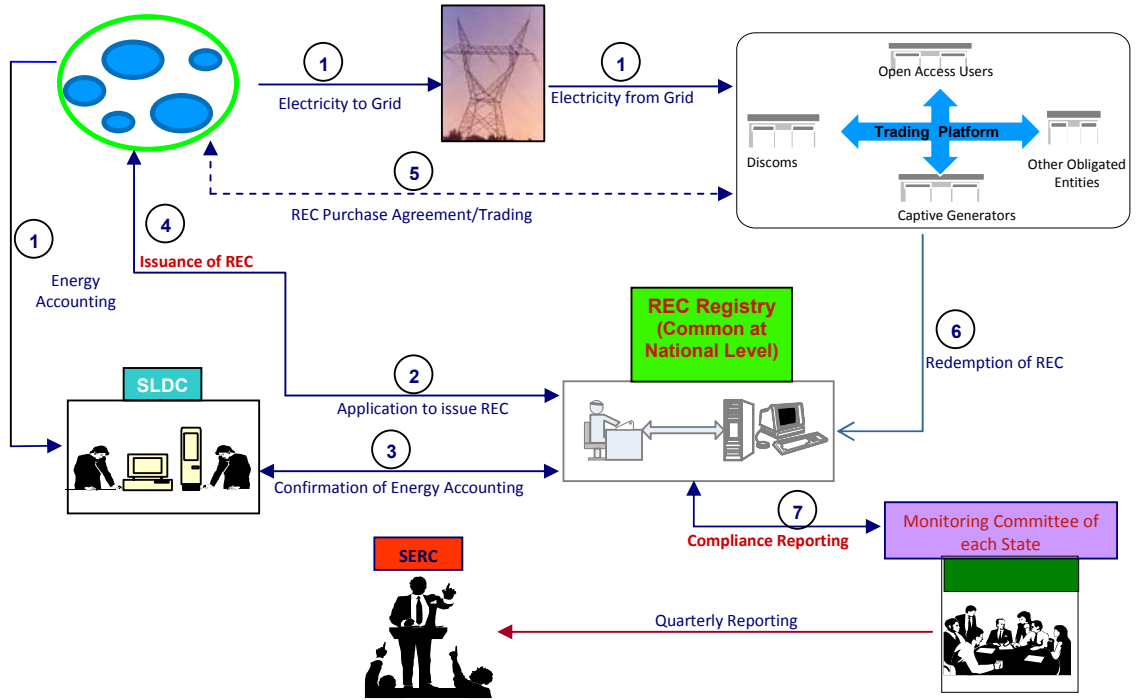 1
Electricity to Grid
1
Electricity from Grid
Open Access Users
Trading Platform
Discoms
Other Obligated
Entities
Captive Generators
5
REC Purchase Agreement/Trading
1
Energy
Accounting
4
Issuance of REC
REC Registry
(Common at
National Level)
6
Redemption of REC
SLDC
2
Application to issue REC
3
Confirmation of Energy Accounting
7
Compliance Reporting
Monitoring Committee of
each State
SERC
Quarterly Reporting